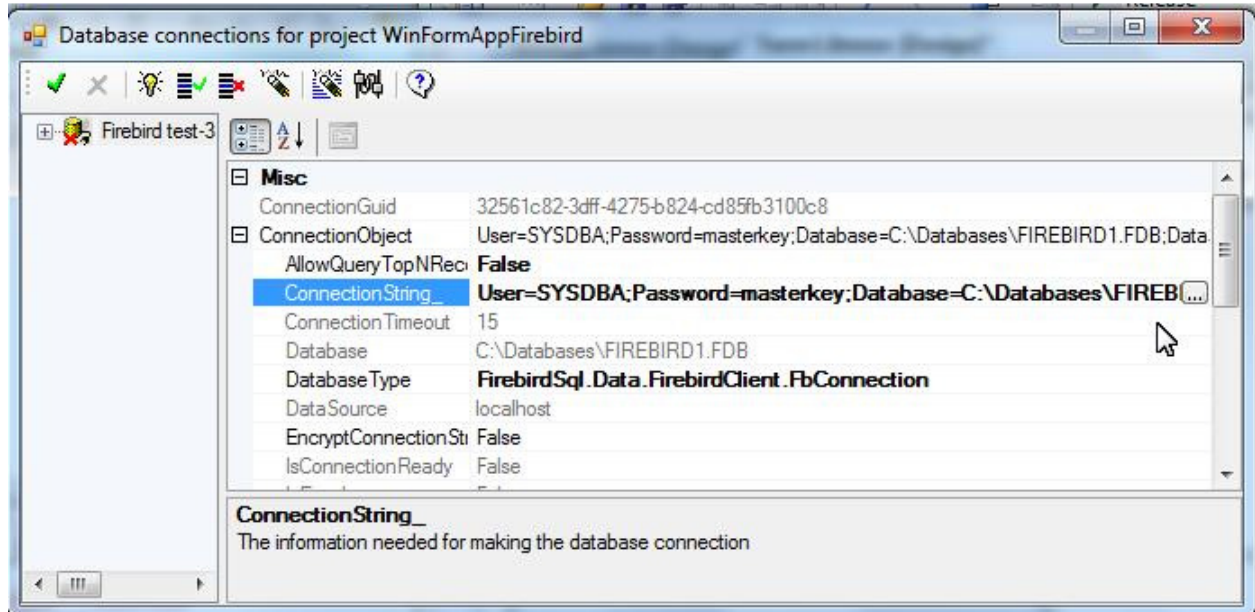 Release
Database connections for project WinFormAppFirebird
Firebird test-3
Misc
ConnectionGuid 32561c82-3dff-4275-b824-cd85fb3100c8
ConnectionObject User=SYSDBA;Password=masterkey;Database=C:\Databases\FIREBIRD1.FDB;Data
AllowQueryTopNRec False
ConnectionString_ User=SYSDBA;Password=masterkey;Database=C:\Databases\FIREB ...
ConnectionTimeout 15
Database C:\Databases\FIREBIRD1.FDB
DatabaseType FirebirdSql.Data.FirebirdClient.FbConnection
DataSource localhost
EncryptConnectionStr False
IsConnectionReady False
ConnectionString_
The information needed for making the database connection